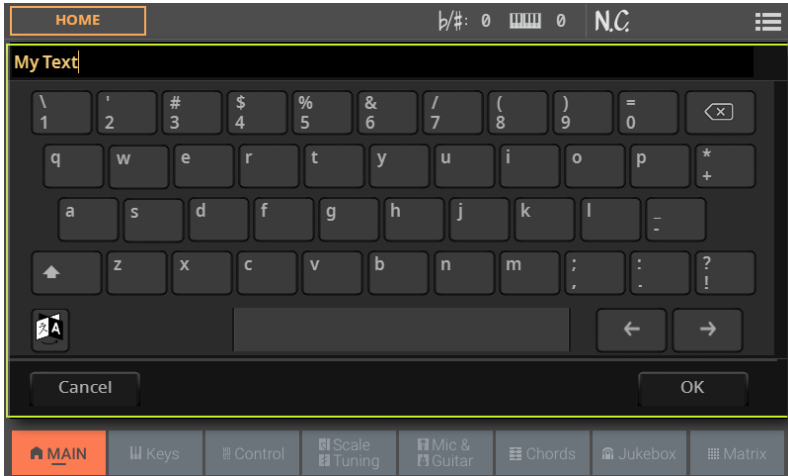 HOME ♭/#: 0 0 N.C.
My Text
\ ' # $ % & / ( ) =
1 2 3 4 5 6 7 8 9 0
q w e r t y u i o p *
+
a s d f g h j k l _
-
z x c v b n m ; : ?
, . !
文 A ← →
Cancel OK
MAIN Keys Control Scale Mic & Chords Jukebox Matrix
Tuning Guitar